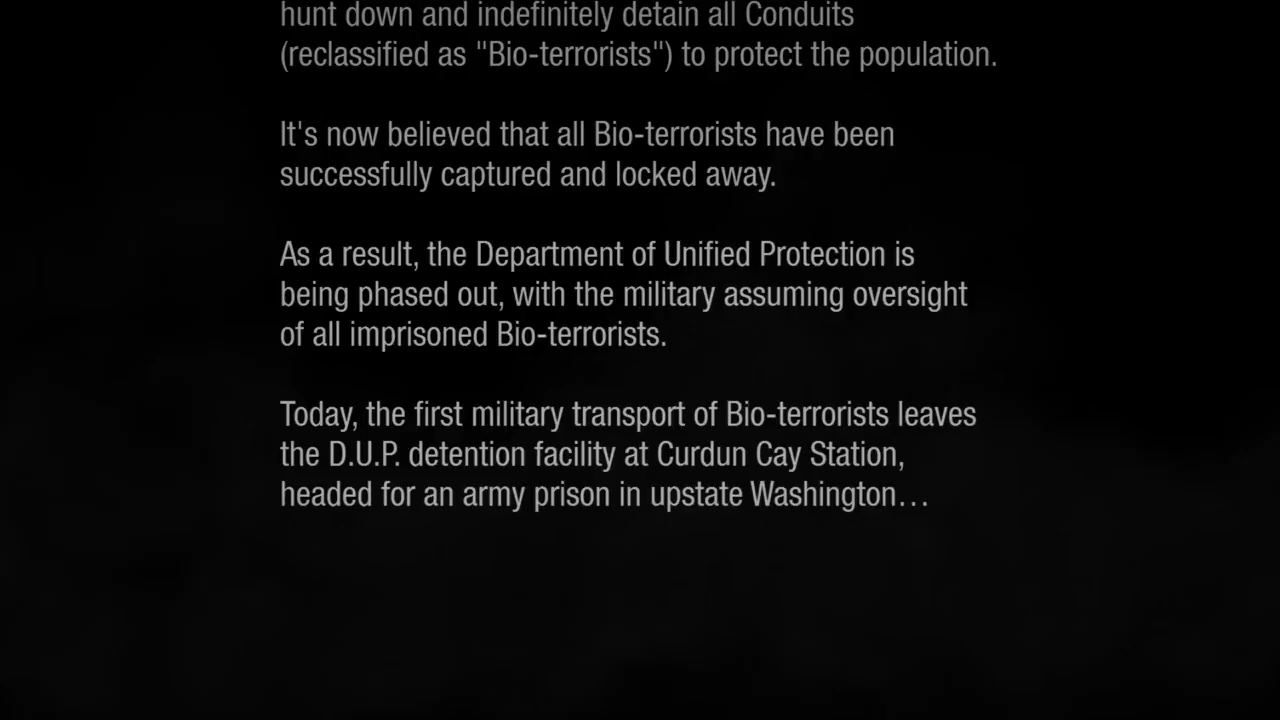 hunt down and indefinitely detain all Conduits
(reclassified as "Bio-terrorists") to protect the population.
It's now believed that all Bio-terrorists have been
successfully captured and locked away.
As a result, the Department of Unified Protection is
being phased out, with the military assuming oversight
of all imprisoned Bio-terrorists.
Today, the first military transport of Bio-terrorists leaves
the D.U.P. detention facility at Curdun Cay Station,
headed for an army prison in upstate Washington…